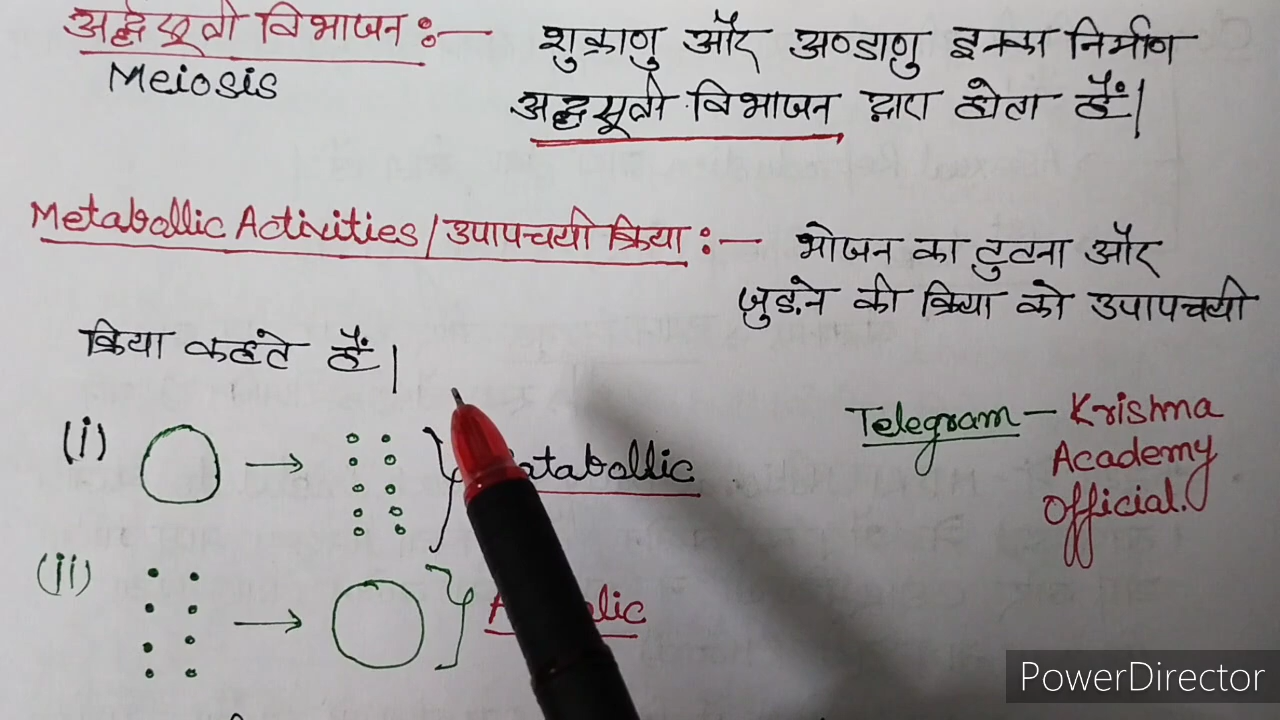 अर्द्धसूत्री विभाजन :— शुक्राणु और अण्डाणु इनका निर्माण
Meiosis
अर्द्धसूत्री विभाजन द्वारा होता हैं|
Metabollic Activities / उपापचयी क्रिया :— भोजन का टुटना और
जुड़ने की क्रिया को उपापचयी
क्रिया कहते हैं|
(i)
Telegram — Krishna
Academy
Official.
(ii)
PowerDirector